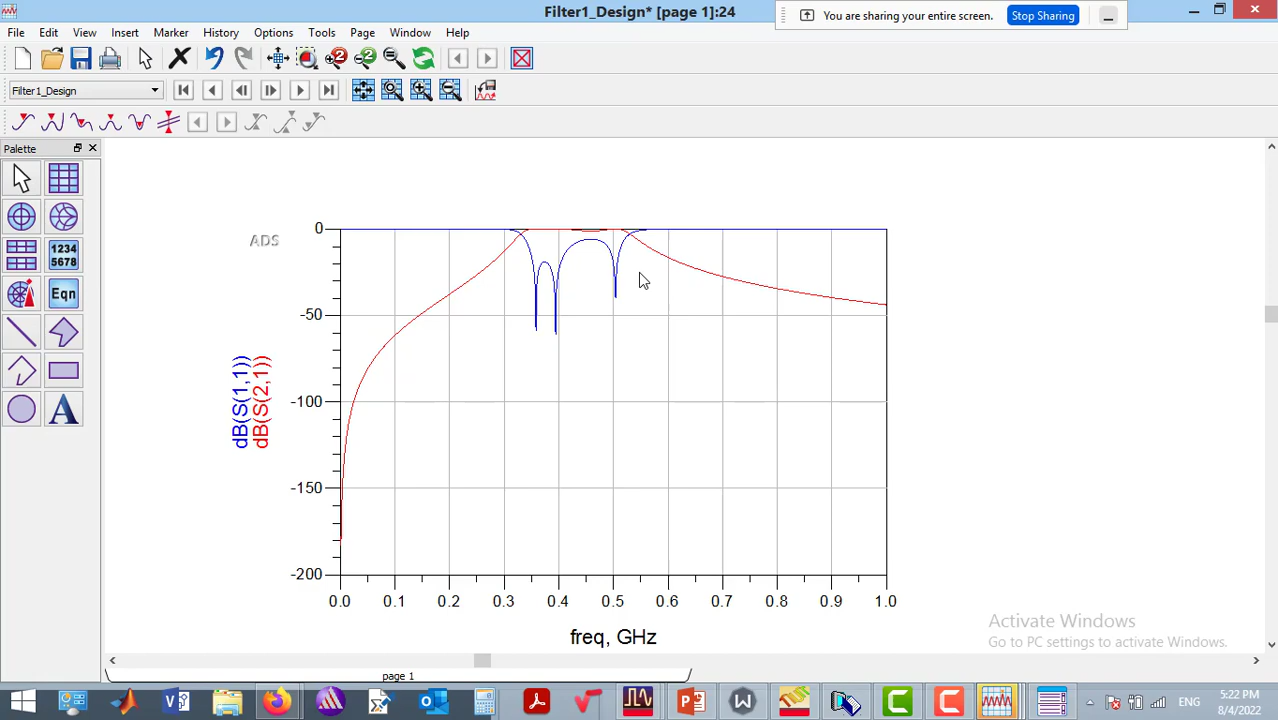 Filter1_Design* [page 1]:24
You are sharing your entire screen.
Stop Sharing
File Edit View Insert Marker History Options Tools Page Window Help
+2
-2
Filter1_Design
Palette
1234
5678
Eqn
A
ADS
0
-50
-100
-150
-200
dB(S(1,1))
dB(S(2,1))
0.0 0.1 0.2 0.3 0.4 0.5 0.6 0.7 0.8 0.9 1.0
freq, GHz
Activate Windows
Go to PC settings to activate Windows.
page 1
ENG
5:22 PM
8/4/2022